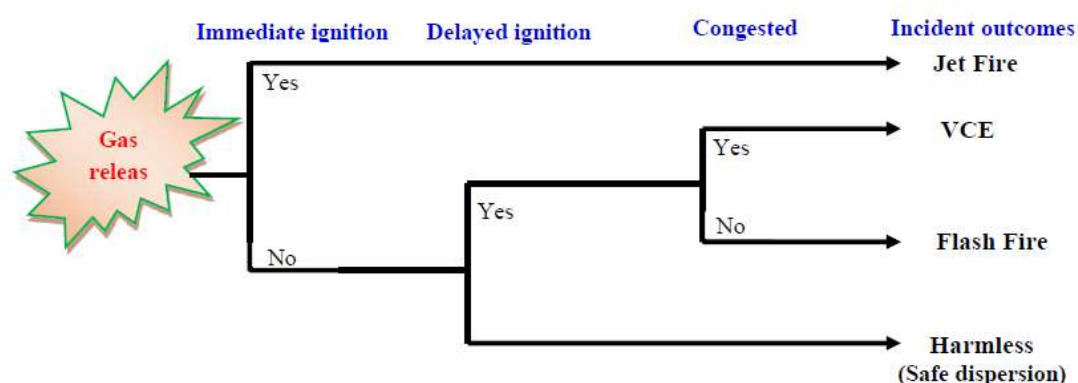 Immediate ignition Delayed ignition Congested Incident outcomes
Jet Fire
Yes
Gas
releas
VCE
Yes
Yes
No
Flash Fire
No
Harmless
(Safe dispersion)